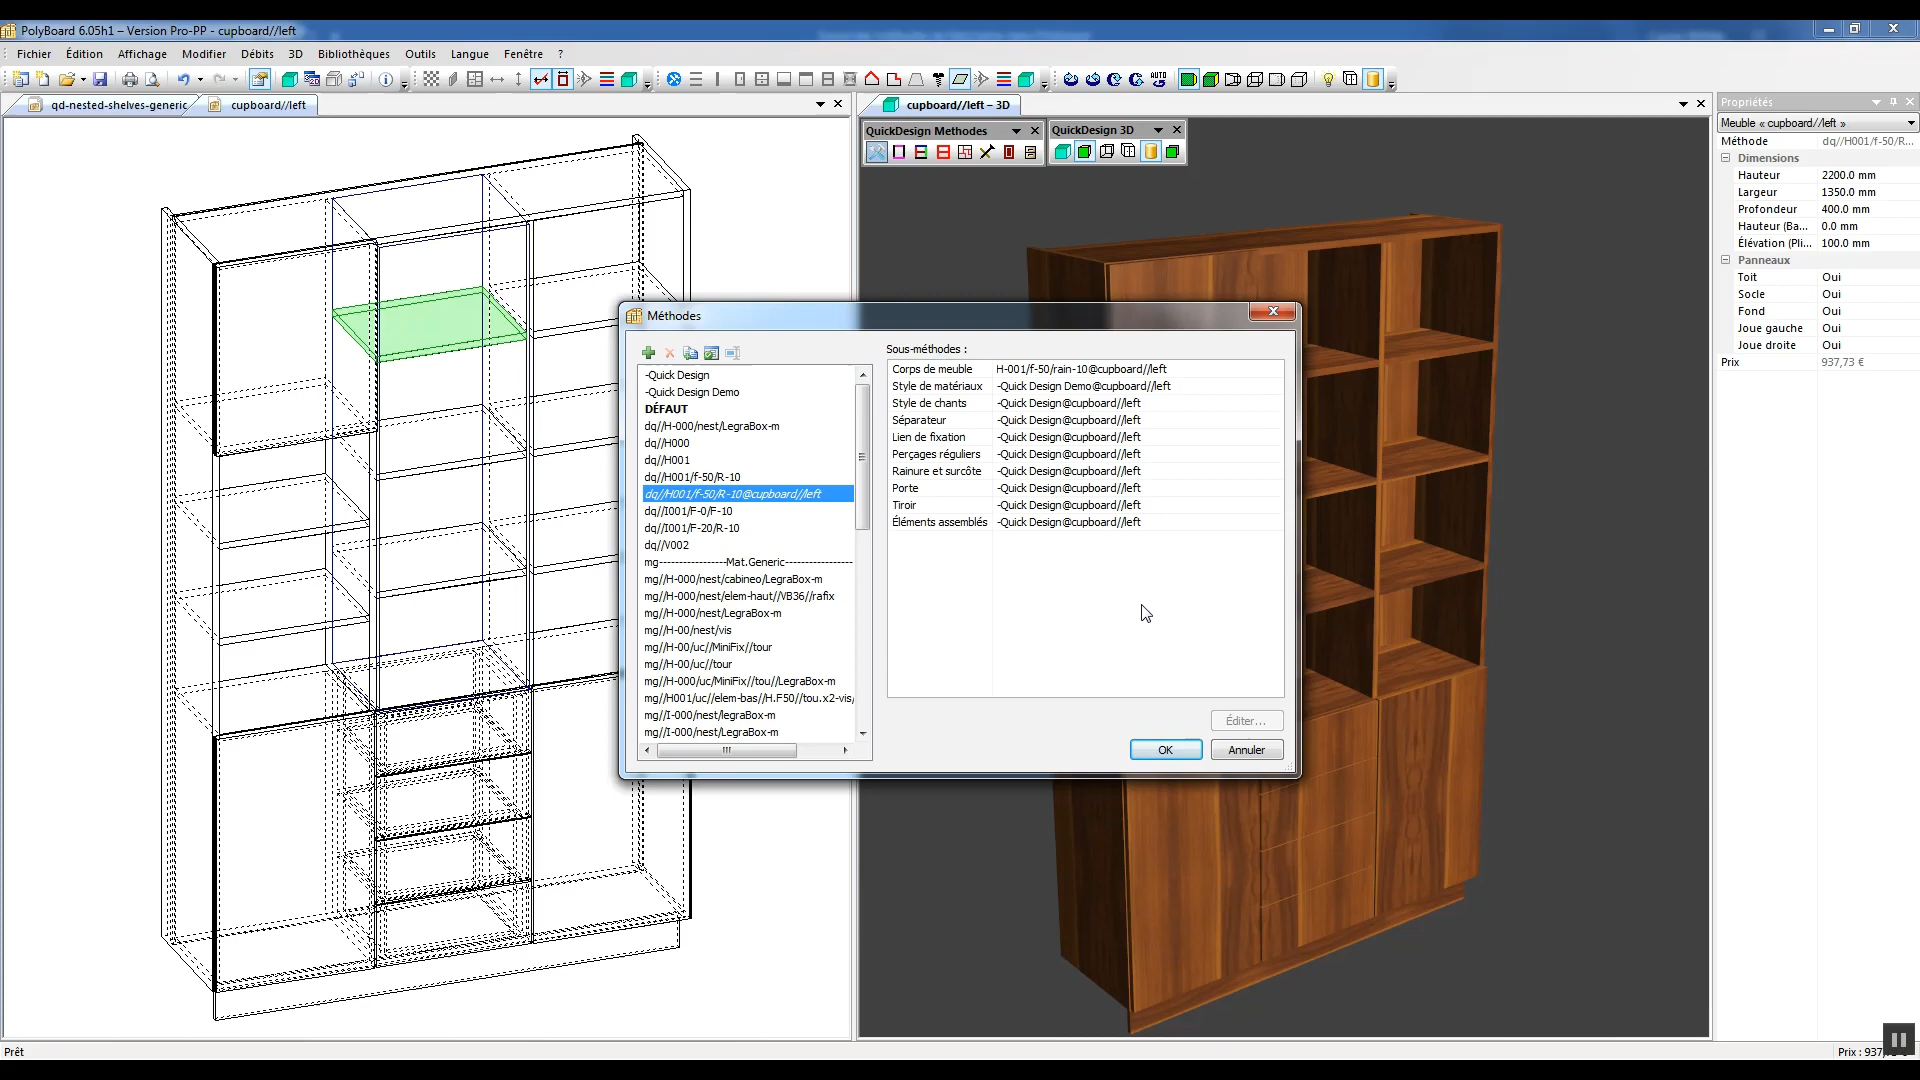 PolyBoard 6.05h1 – Version Pro-PP - cupboard//left
Fichier Édition Affichage Modifier Débits 3D Bibliothèques Outils Langue Fenêtre ?
AUTO
qd-nested-shelves-generic cupboard//left
cupboard//left – 3D
QuickDesign Methodes
QuickDesign 3D
Propriétés
Meuble « cupboard//left »
Méthode dq//H001/f-50/R...
Dimensions
Hauteur 2200.0 mm
Largeur 1350.0 mm
Profondeur 400.0 mm
Hauteur (Ba... 0.0 mm
Élévation (Pli... 100.0 mm
Panneaux
Toit Oui
Socle Oui
Fond Oui
Joue gauche Oui
Joue droite Oui
Prix 937,73 €
Méthodes
-Quick Design
-Quick Design Demo
DÉFAUT
dq//H-000/nest/LegraBox-m
dq//H000
dq//H001
dq//H001/f-50/R-10
dq//H001/f-50/R-10@cupboard//left
dq//I001/F-0/F-10
dq//I001/F-20/R-10
dq//V002
mg-----------------Mat.Generic-----------------
mg//H-000/nest/cabineo/LegraBox-m
mg//H-000/nest/elem-haut//VB36//rafix
mg//H-000/nest/LegraBox-m
mg//H-00/nest/vis
mg//H-00/uc//MiniFix//tour
mg//H-00/uc//tour
mg//H-000/uc/MiniFix//tou//LegraBox-m
mg//H001/uc//elem-bas//H.F50//tou.x2-vis/
mg//I-000/nest/legraBox-m
mg//I-000/nest/LegraBox-m
Sous-méthodes :
Corps de meuble H-001/f-50/rain-10@cupboard//left
Style de matériaux -Quick Design Demo@cupboard//left
Style de chants -Quick Design@cupboard//left
Séparateur -Quick Design@cupboard//left
Lien de fixation -Quick Design@cupboard//left
Perçages réguliers -Quick Design@cupboard//left
Rainure et surcôte -Quick Design@cupboard//left
Porte -Quick Design@cupboard//left
Tiroir -Quick Design@cupboard//left
Éléments assemblés -Quick Design@cupboard//left
Éditer...
OK Annuler
Prêt